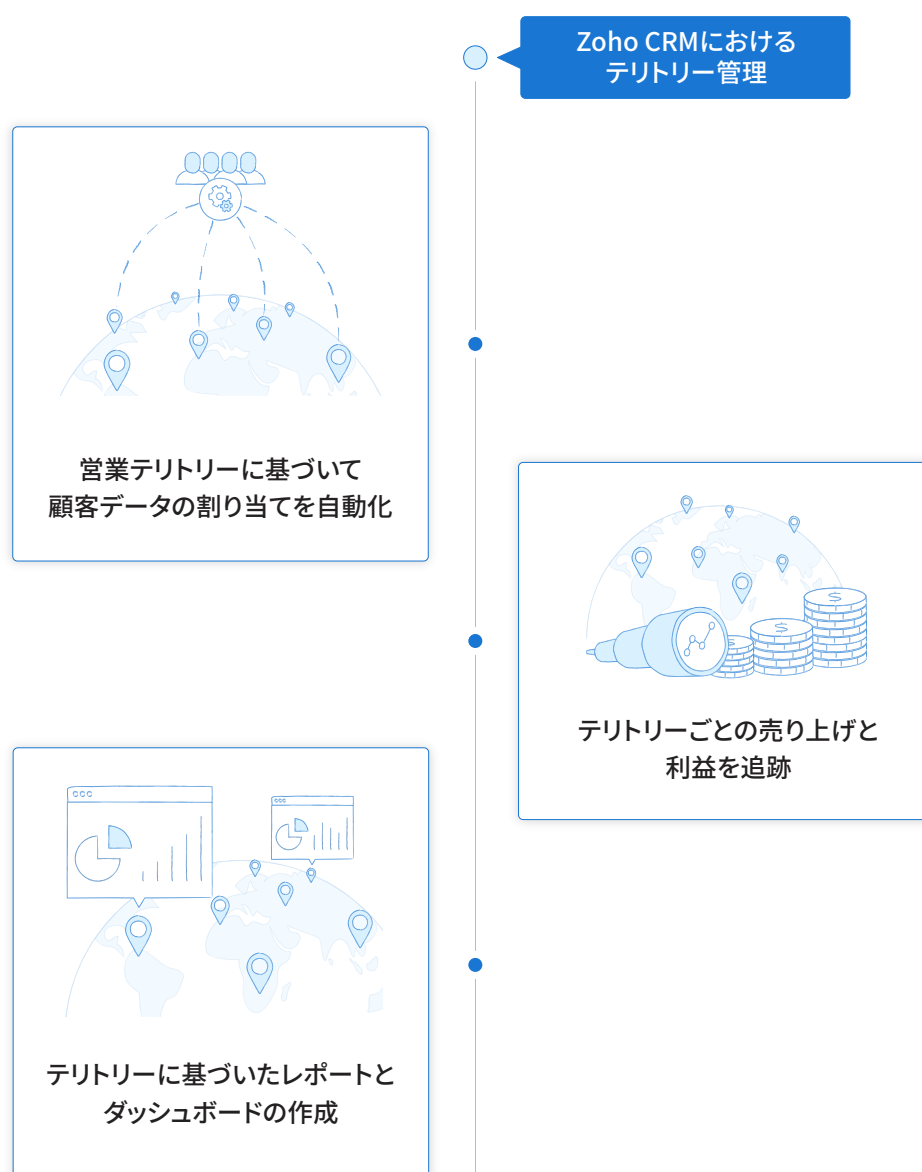 Zoho CRMにおける
テリトリー管理
営業テリトリーに基づいて
顧客データの割り当てを自動化
テリトリーごとの売り上げと
利益を追跡
テリトリーに基づいたレポートと
ダッシュボードの作成